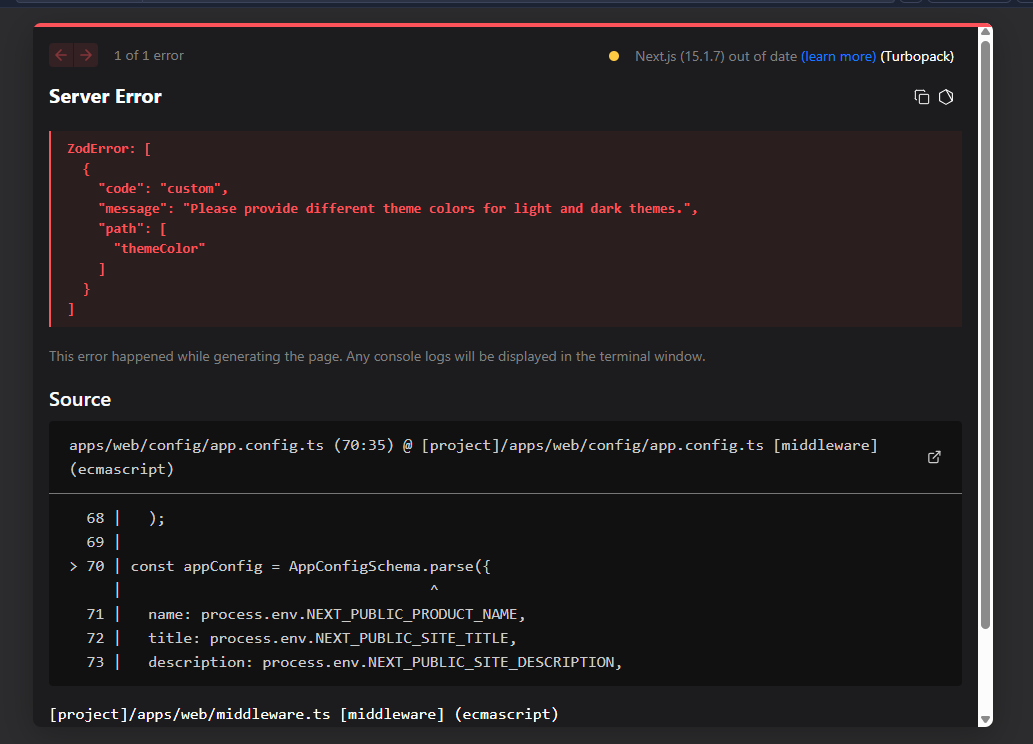 1 of 1 error
Next.js (15.1.7) out of date (learn more) (Turbopack)
Server Error
ZodError: [
  {
    "code": "custom",
    "message": "Please provide different theme colors for light and dark themes.",
    "path": [
      "themeColor"
    ]
  }
]
This error happened while generating the page. Any console logs will be displayed in the terminal window.
Source
apps/web/config/app.config.ts (70:35) @ [project]/apps/web/config/app.config.ts [middleware]
(ecmascript)
  68 |   );
  69 |
> 70 | const appConfig = AppConfigSchema.parse({
     |                                   ^
  71 |   name: process.env.NEXT_PUBLIC_PRODUCT_NAME,
  72 |   title: process.env.NEXT_PUBLIC_SITE_TITLE,
  73 |   description: process.env.NEXT_PUBLIC_SITE_DESCRIPTION,
[project]/apps/web/middleware.ts [middleware] (ecmascript)